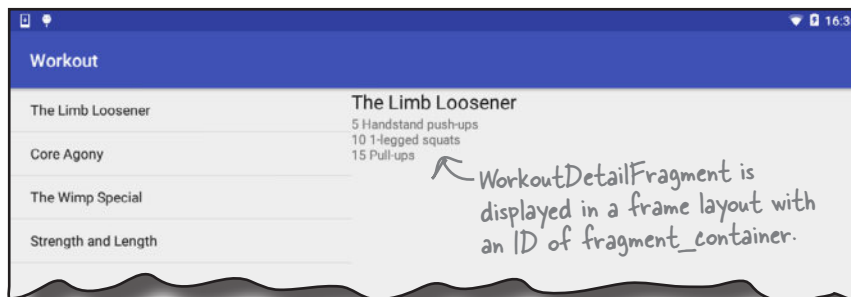 16:3
Workout
The Limb Loosener
Core Agony
The Wimp Special
Strength and Length
The Limb Loosener
5 Handstand push-ups
10 1-legged squats
15 Pull-ups
WorkoutDetailFragment is
displayed in a frame layout with
an ID of fragment_container.